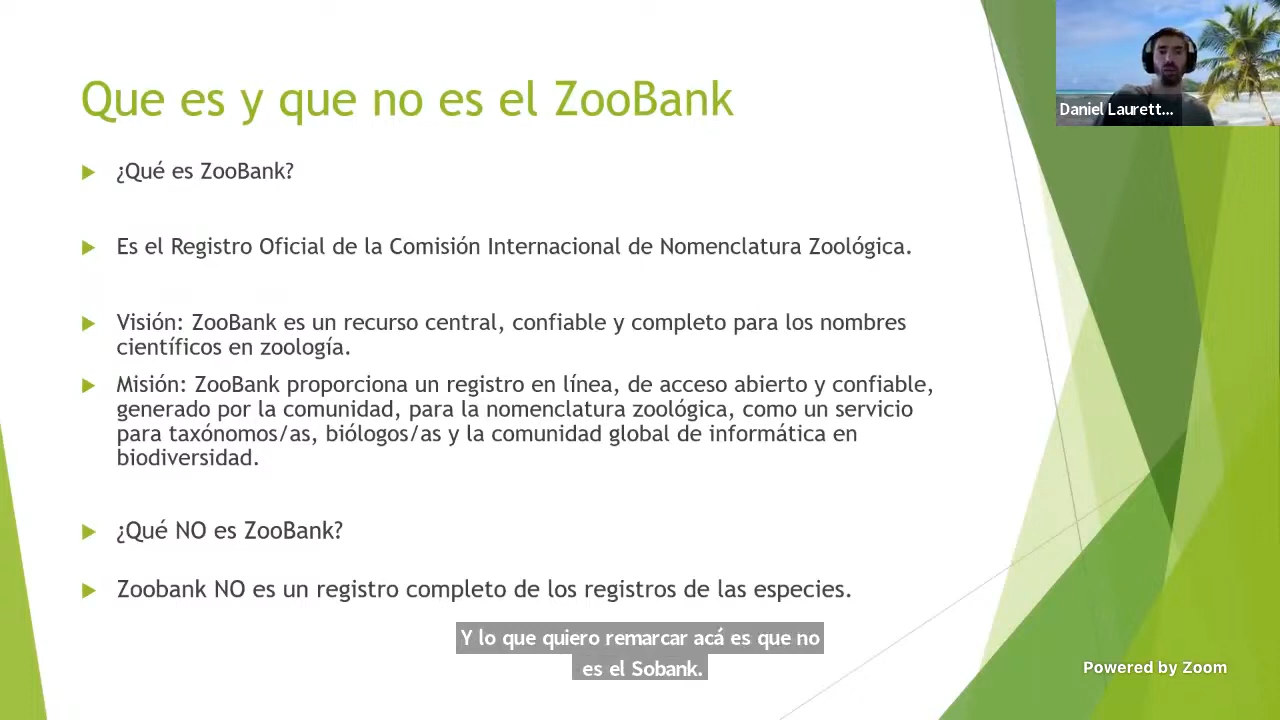 Que es y que no es el ZooBank
Daniel Laurett...
¿Qué es ZooBank?
Es el Registro Oficial de la Comisión Internacional de Nomenclatura Zoológica.
Visión: ZooBank es un recurso central, confiable y completo para los nombres
científicos en zoología.
Misión: ZooBank proporciona un registro en línea, de acceso abierto y confiable,
generado por la comunidad, para la nomenclatura zoológica, como un servicio
para taxónomos/as, biólogos/as y la comunidad global de informática en
biodiversidad.
¿Qué NO es ZooBank?
Zoobank NO es un registro completo de los registros de las especies.
Y lo que quiero remarcar acá es que no
es el Sobank.
Powered by Zoom